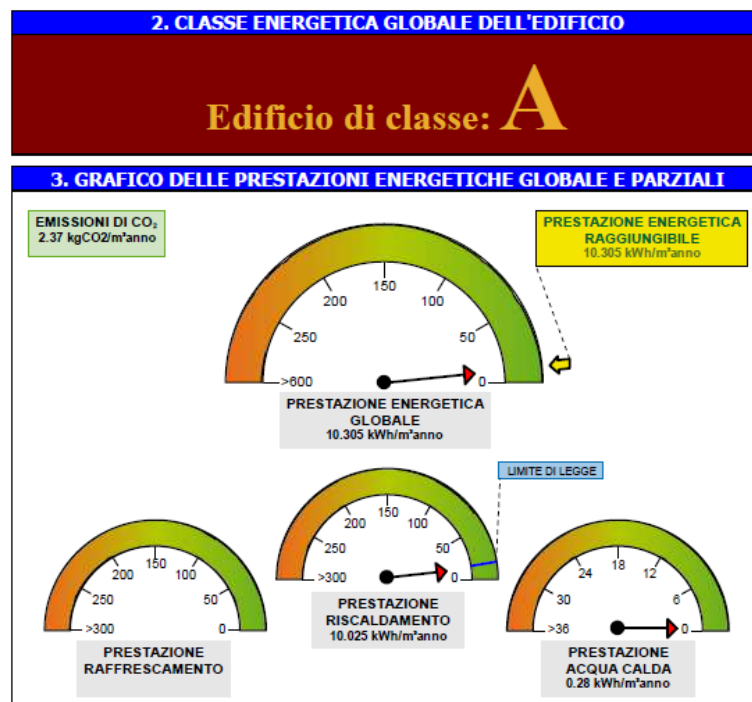 2. CLASSE ENERGETICA GLOBALE DELL'EDIFICIO
Edificio di classe: A
3. GRAFICO DELLE PRESTAZIONI ENERGETICHE GLOBALE E PARZIALI
EMISSIONI DI CO₂
2.37 kgCO2/m²anno
PRESTAZIONE ENERGETICA
RAGGIUNGIBILE
10.305 kWh/m²anno
150
200
100
250
50
>600
0
PRESTAZIONE ENERGETICA
GLOBALE
10.305 kWh/m²anno
LIMITE DI LEGGE
150
200
100
250
50
>300
0
PRESTAZIONE
RAFFRESCAMENTO
150
200
100
250
50
>300
0
PRESTAZIONE
RISCALDAMENTO
10.025 kWh/m²anno
18
24
12
30
6
>36
0
PRESTAZIONE
ACQUA CALDA
0.28 kWh/m²anno